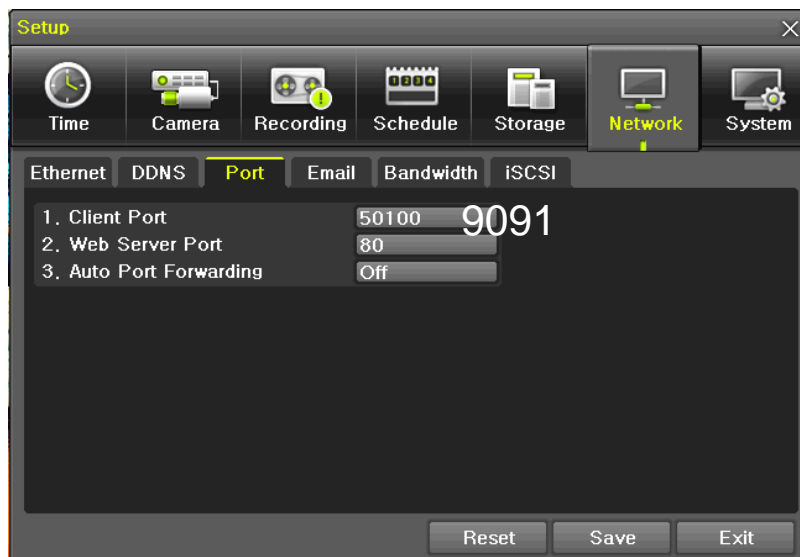 Setup
Time Camera Recording Schedule Storage Network System
Ethernet DDNS Port Email Bandwidth iSCSI
1. Client Port 50100 9091
2. Web Server Port 80
3. Auto Port Forwarding Off
Reset Save Exit